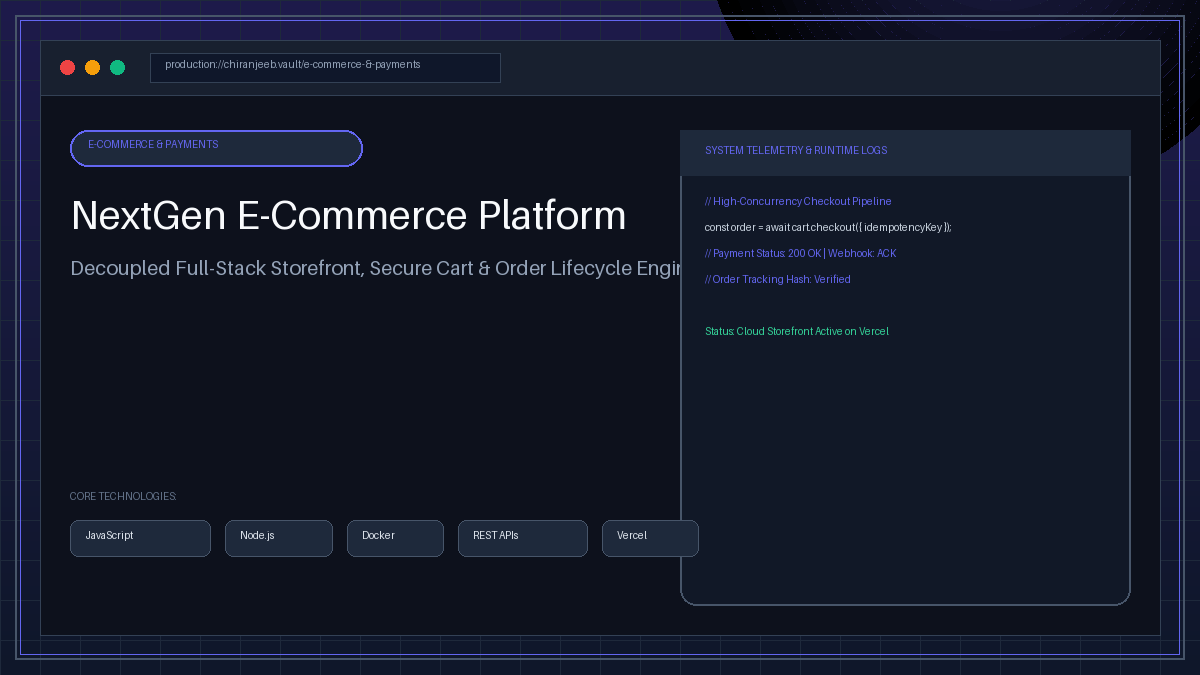 production://chiranjeeb.vault/e-commerce-&-payments
E-COMMERCE & PAYMENTS
NextGen E-Commerce Platform
Decoupled Full-Stack Storefront, Secure Cart & Order Lifecycle
CORE TECHNOLOGIES:
JavaScript
Node.js
Docker
REST APIs
Vercel
SYSTEM TELEMETRY & RUNTIME LOGS
// High-Concurrency Checkout Pipeline
const order = await cart.checkout({ idempotencyKey });
// Payment Status: 200 OK | Webhook: ACK
// Order Tracking Hash: Verified
Status: Cloud Storefront Active on Vercel